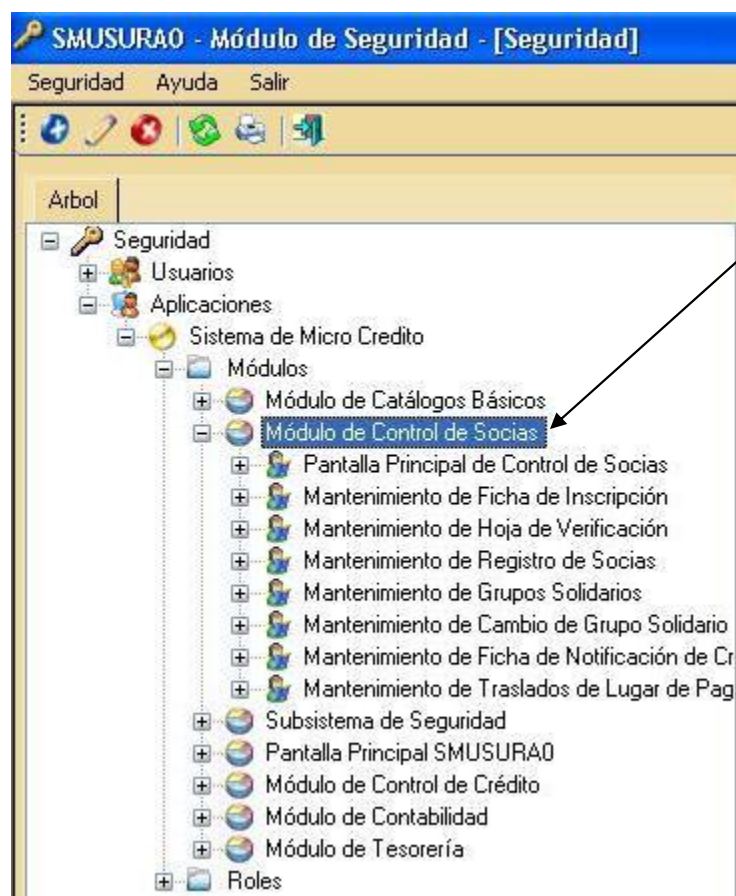 SMUSURA0 - Módulo de Seguridad - [Seguridad]
Seguridad Ayuda Salir
Arbol
Seguridad
Usuarios
Aplicaciones
Sistema de Micro Credito
Módulos
Módulo de Catálogos Básicos
Módulo de Control de Socias
Pantalla Principal de Control de Socias
Mantenimiento de Ficha de Inscripción
Mantenimiento de Hoja de Verificación
Mantenimiento de Registro de Socias
Mantenimiento de Grupos Solidarios
Mantenimiento de Cambio de Grupo Solidario
Mantenimiento de Ficha de Notificación de Cr
Mantenimiento de Traslados de Lugar de Pag
Subsistema de Seguridad
Pantalla Principal SMUSURA0
Módulo de Control de Crédito
Módulo de Contabilidad
Módulo de Tesorería
Roles